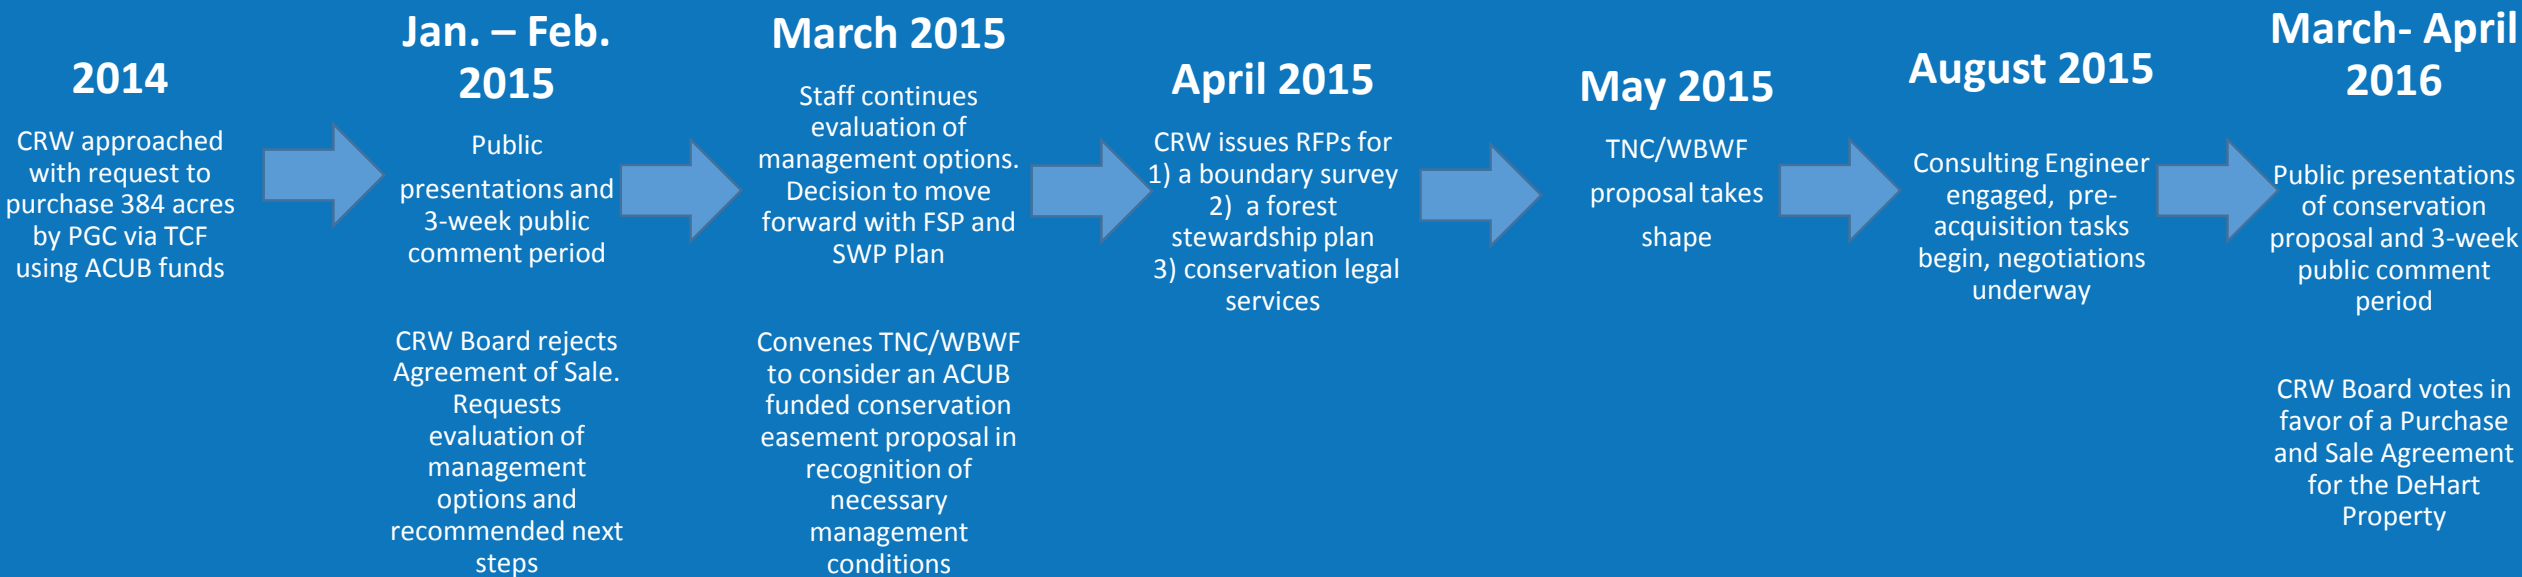 2014
CRW approached
with request to
purchase 384 acres
by PGC via TCF
using ACUB funds
Jan. – Feb.
2015
Public
presentations and
3-week public
comment period
CRW Board rejects
Agreement of Sale.
Requests
evaluation of
management
options and
recommended next
steps
March 2015
Staff continues
evaluation of
management options.
Decision to move
forward with FSP and
SWP Plan
Convenes TNC/WBWF
to consider an ACUB
funded conservation
easement proposal in
recognition of
necessary
management
conditions
April 2015
CRW issues RFPs for
1) a boundary survey
2) a forest
stewardship plan
3) conservation legal
services
May 2015
TNC/WBWF
proposal takes
shape
August 2015
Consulting Engineer
engaged, pre-
acquisition tasks
begin, negotiations
underway
March- April
2016
Public presentations
of conservation
proposal and 3-week
public comment
period
CRW Board votes in
favor of a Purchase
and Sale Agreement
for the DeHart
Property